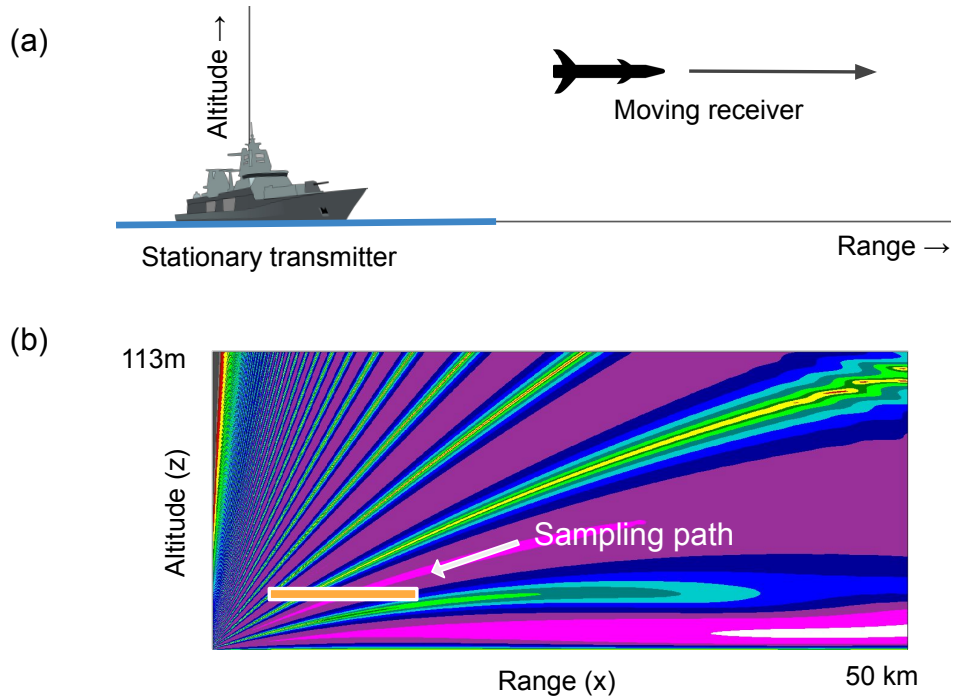 (a)
Altitude →
Moving receiver
Stationary transmitter
Range →
(b)
113m
Altitude (z)
Sampling path
Range (x)
50 km